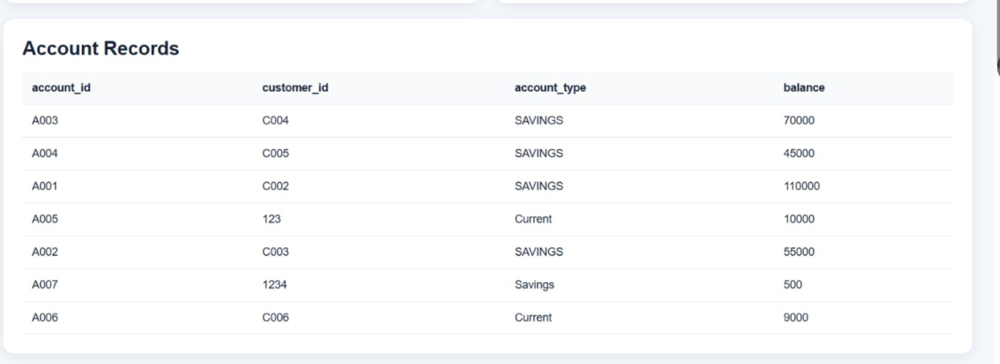 Account Records
account_id customer_id account_type balance
A003 C004 SAVINGS 70000
A004 C005 SAVINGS 45000
A001 C002 SAVINGS 110000
A005 123 Current 10000
A002 C003 SAVINGS 55000
A007 1234 Savings 500
A006 C006 Current 9000